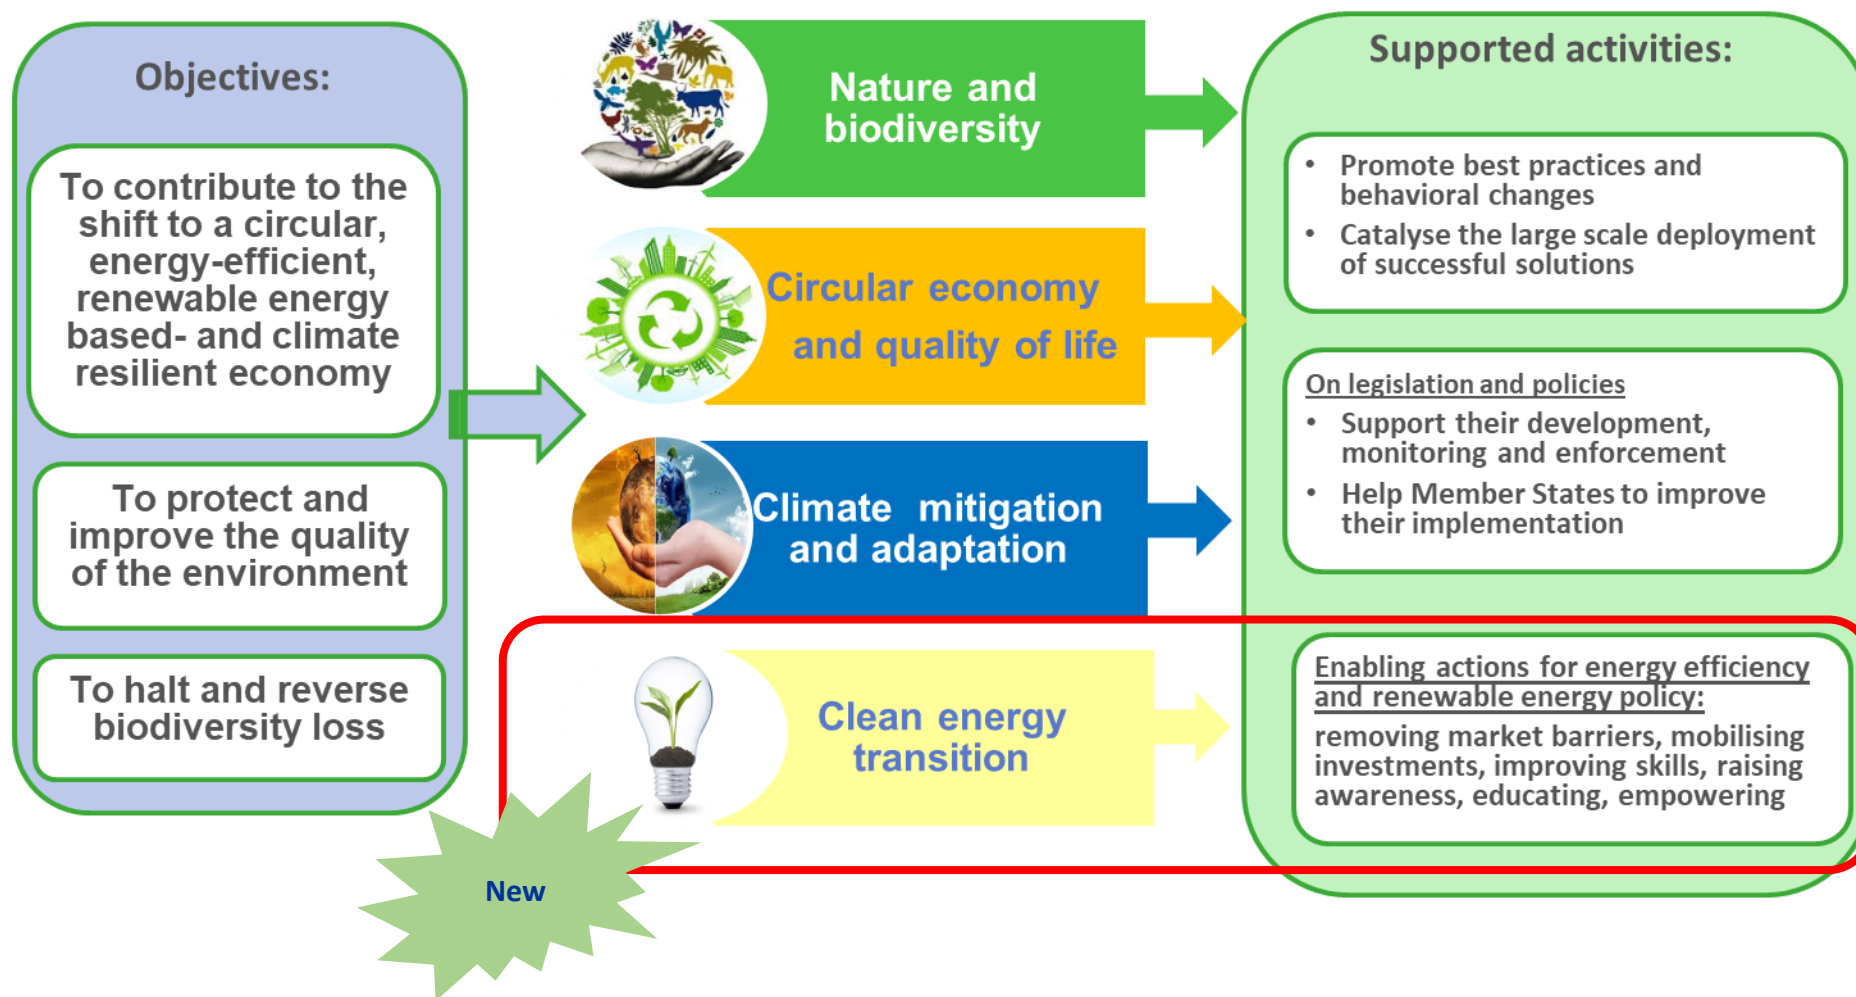 Objectives:
To contribute to the
shift to a circular,
energy-efficient,
renewable energy
based- and climate
resilient economy
To protect and
improve the quality
of the environment
To halt and reverse
biodiversity loss
Nature and
biodiversity
Circular economy
and quality of life
Climate mitigation
and adaptation
Clean energy
transition
New
Supported activities:
• Promote best practices and
behavioral changes
• Catalyse the large scale deployment
of successful solutions
On legislation and policies
• Support their development,
monitoring and enforcement
• Help Member States to improve
their implementation
Enabling actions for energy efficiency
and renewable energy policy:
removing market barriers, mobilising
investments, improving skills, raising
awareness, educating, empowering